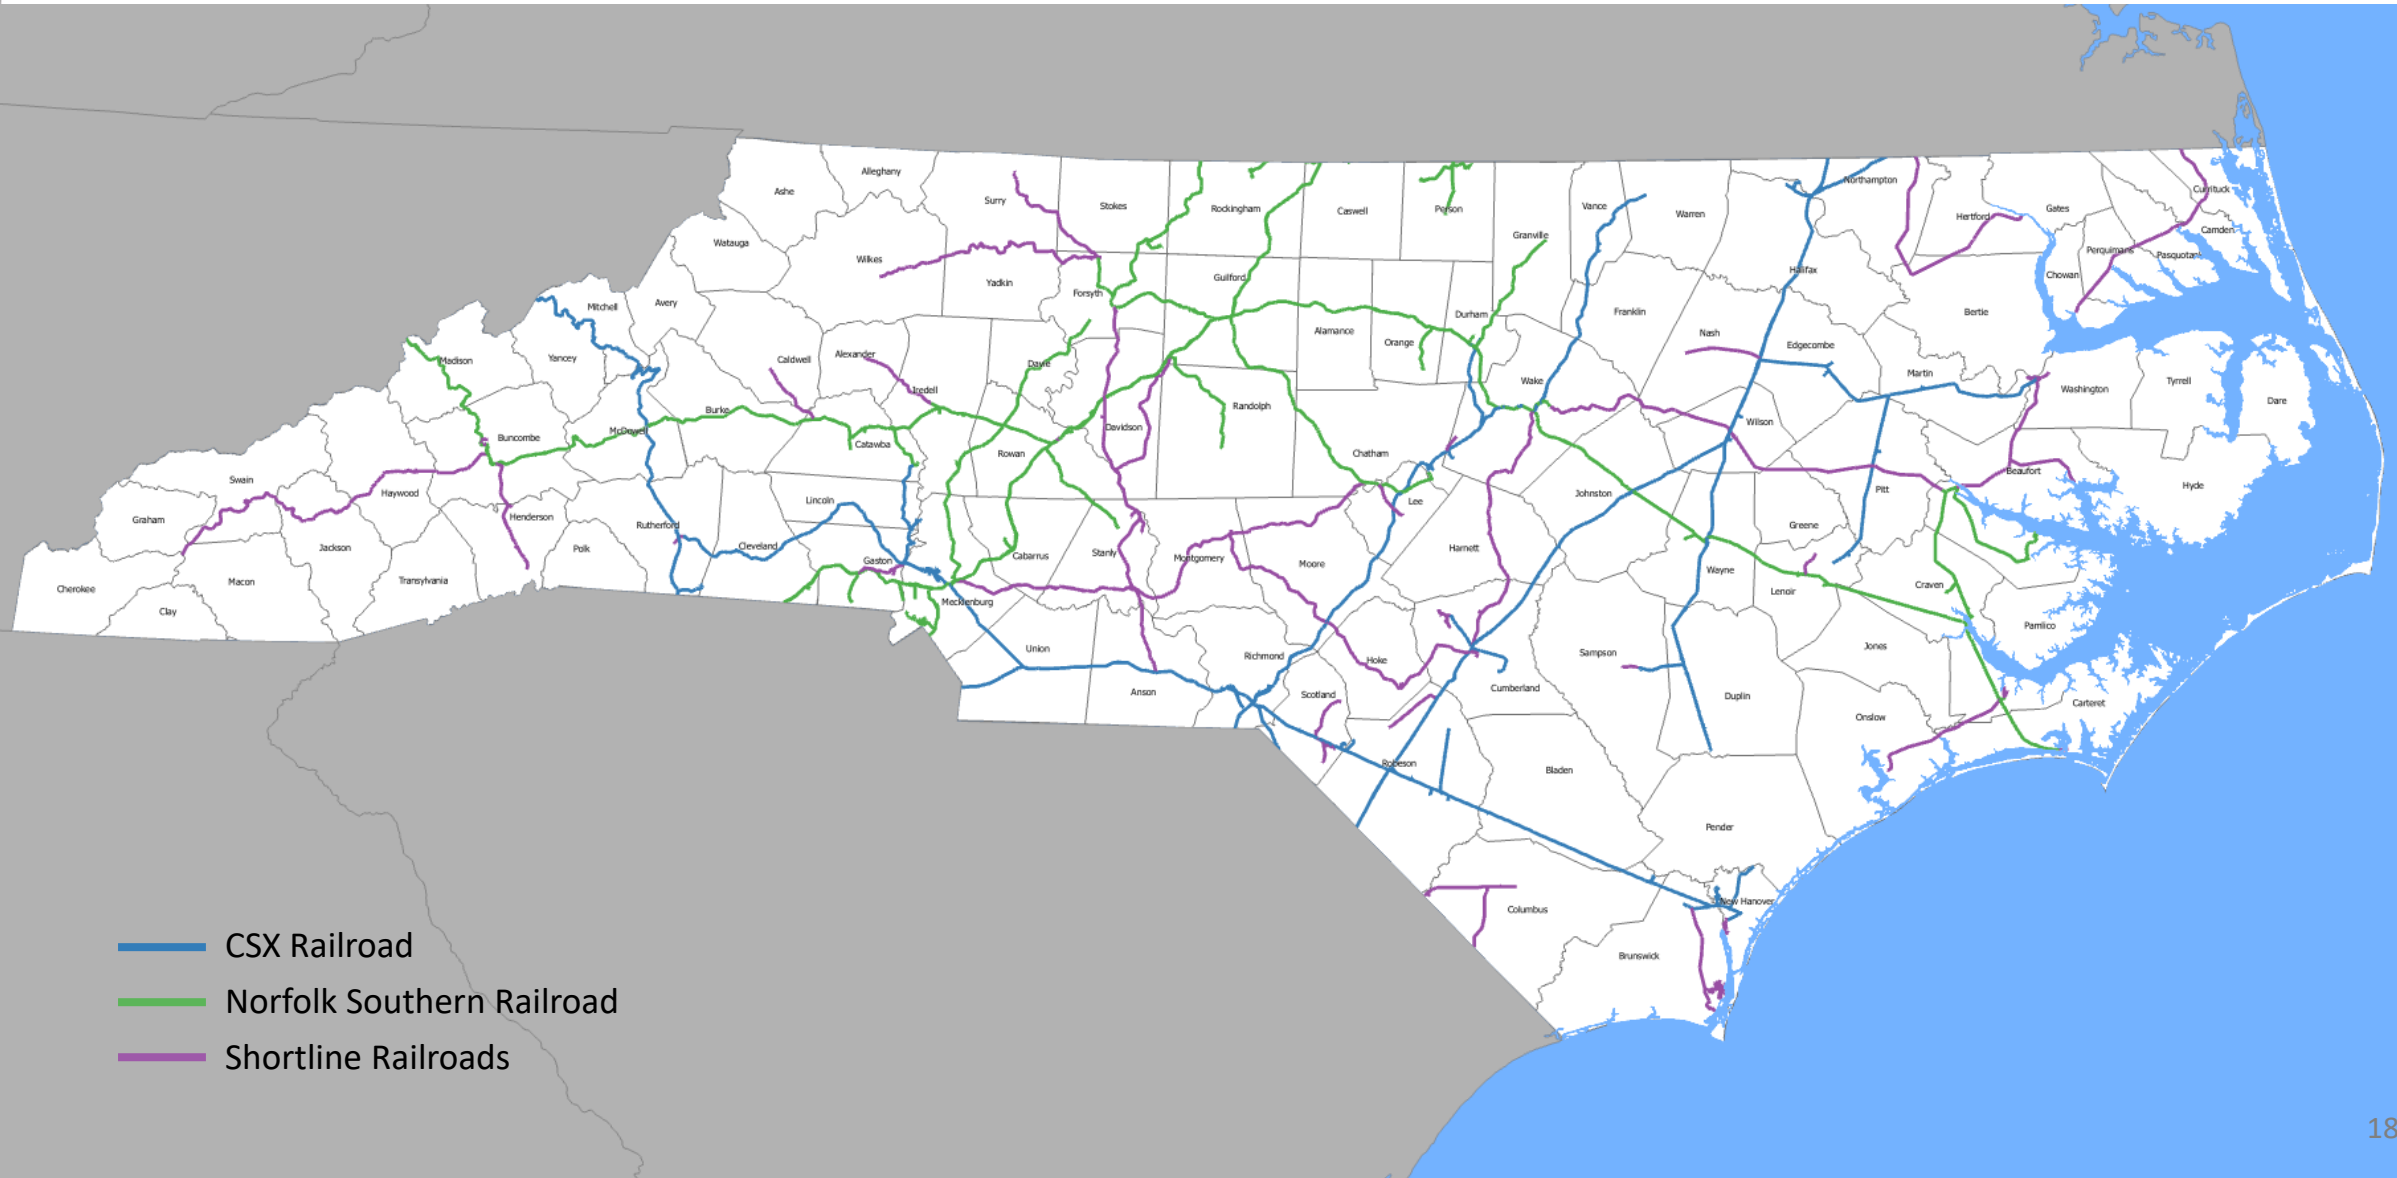 Alleghany
Ashe
Surry
Stokes
Rockingham
Caswell
Person
Vance
Warren
Northampton
Hertford
Gates
Currituck
Camden
Pasquotank
Perquimans
Chowan
Watauga
Wilkes
Yadkin
Forsyth
Guilford
Granville
Halifax
Bertie
Mitchell
Avery
Madison
Yancey
Caldwell
Alexander
Iredell
Davie
Alamance
Orange
Durham
Franklin
Nash
Edgecombe
Martin
Washington
Tyrrell
Dare
Wake
Buncombe
McDowell
Burke
Catawba
Rowan
Davidson
Randolph
Chatham
Wilson
Swain
Haywood
Graham
Jackson
Henderson
Rutherford
Polk
Lincoln
Cleveland
Gaston
Cabarrus
Stanly
Montgomery
Moore
Lee
Harnett
Johnston
Greene
Pitt
Beaufort
Hyde
Cherokee
Clay
Macon
Transylvania
Mecklenburg
Union
Anson
Richmond
Hoke
Scotland
Cumberland
Sampson
Wayne
Lenoir
Craven
Jones
Pamlico
Duplin
Onslow
Carteret
Robeson
Bladen
Pender
Columbus
New Hanover
Brunswick
CSX Railroad
Norfolk Southern Railroad
Shortline Railroads
18